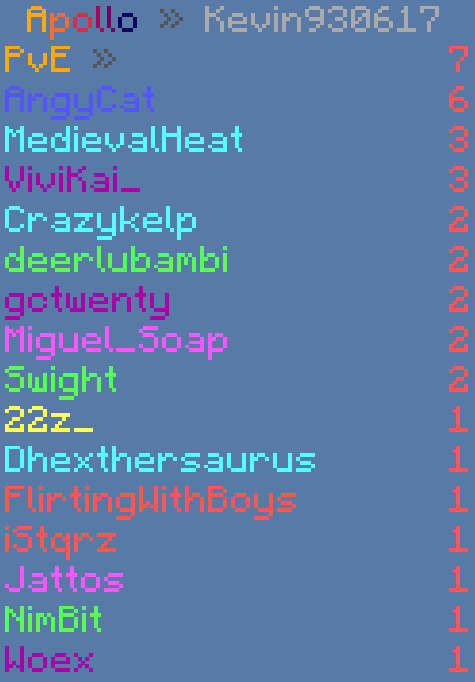 Apollo » Kevin930617
PvE » 7
AngyCat 6
MedievalHeat 3
ViviKai_ 3
Crazykelp 2
deerlubambi 2
gctwenty 2
Miguel_Soap 2
Swight 2
22z_ 1
Dhexthersaurus 1
FlirtingWithBoys 1
iStqrz 1
Jattos 1
NimBit 1
Woex 1